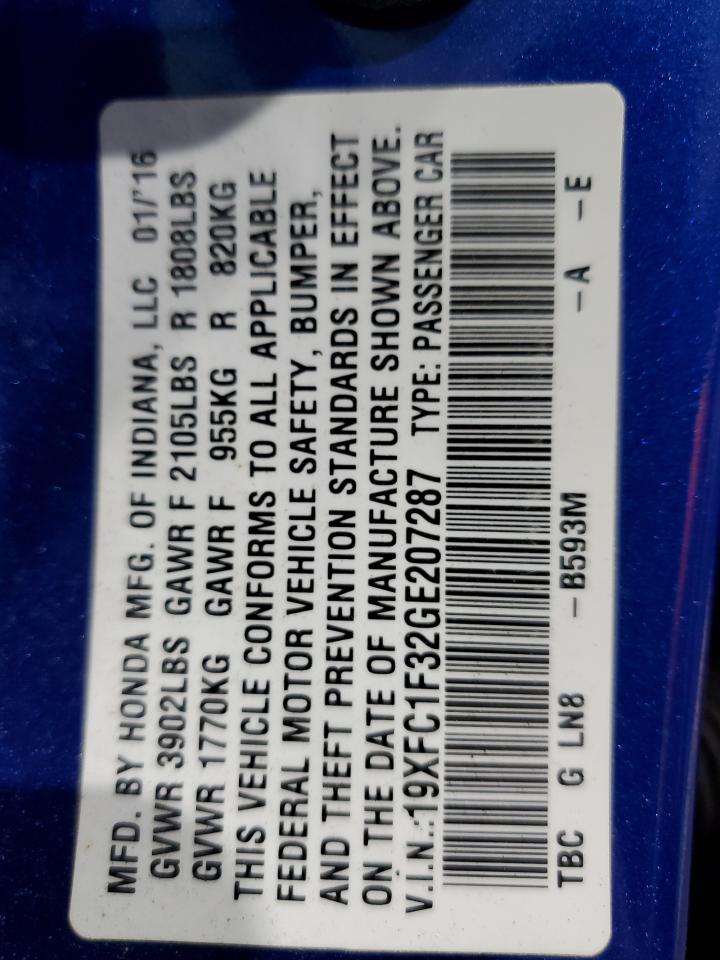 MFD. BY HONDA MFG. OF INDIANA, LLC 01/'16
GVWR 3902LBS GAWR F 2105LBS R 1808LBS
GVWR 1770KG GAWR F 955KG R 820KG
THIS VEHICLE CONFORMS TO ALL APPLICABLE
FEDERAL MOTOR VEHICLE SAFETY, BUMPER,
AND THEFT PREVENTION STANDARDS IN EFFECT
ON THE DATE OF MANUFACTURE SHOWN ABOVE.
V.I.N.:19XFC1F32GE207287 TYPE: PASSENGER CAR
TBC G LN8 -B593M -A -E